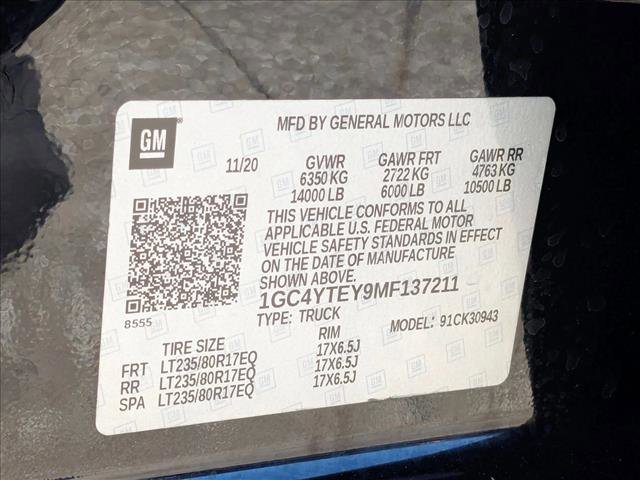 GM
MFD BY GENERAL MOTORS LLC
11/20 GVWR GAWR FRT GAWR RR
6350 KG 2722 KG 4763 KG
14000 LB 6000 LB 10500 LB
THIS VEHICLE CONFORMS TO ALL
APPLICABLE U.S. FEDERAL MOTOR
VEHICLE SAFETY STANDARDS IN EFFECT
ON THE DATE OF MANUFACTURE
SHOWN ABOVE.
1GC4YTEY9MF137211
8555
TYPE: TRUCK MODEL: 91CK30943
TIRE SIZE RIM
FRT LT235/80R17EQ 17X6.5J
RR LT235/80R17EQ 17X6.5J
SPA LT235/80R17EQ 17X6.5J